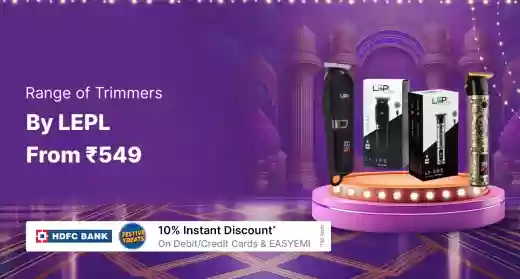 Range of Trimmers
By LEPL
From ₹549
HDFC BANK
FESTIVE TREATS
10% Instant Discount*
On Debit/Credit Cards & EASYEMI